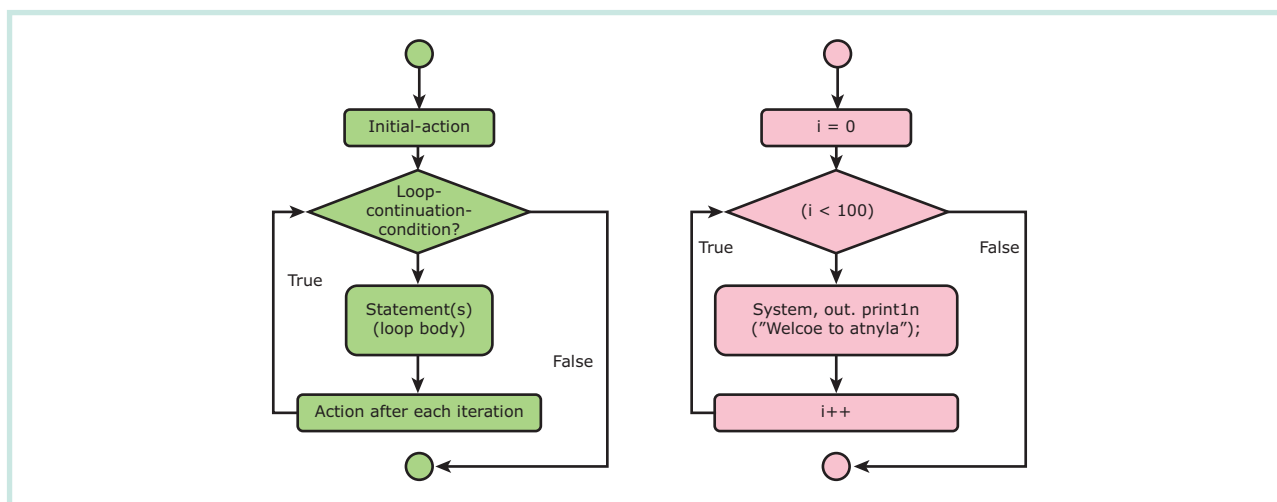 Initial-action
Loop-
continuation-
condition?
True
Statement(s)
(loop body)
False
Action after each iteration
i = 0
(i < 100)
True
False
System, out. print1n
(”Welcoe to atnyla”);
i++